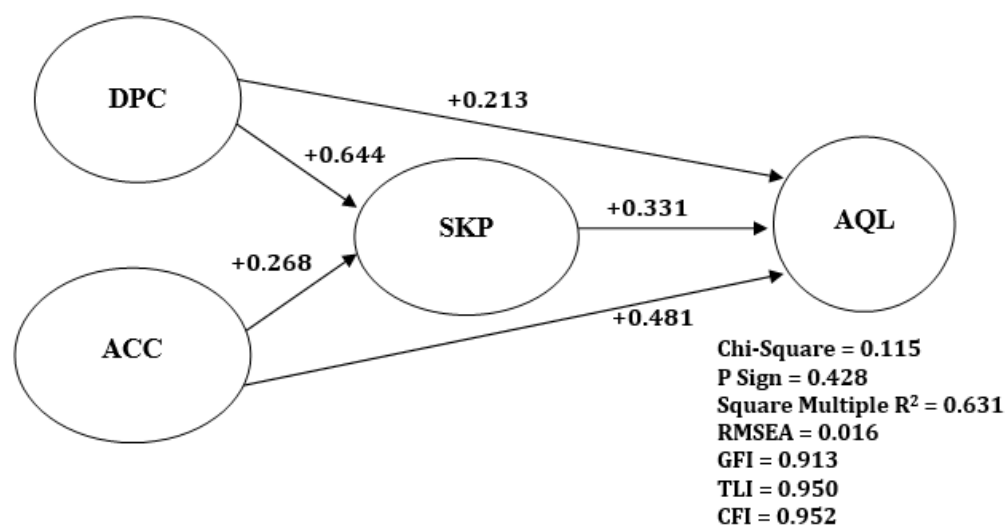 DPC
+0.213
+0.644
SKP
+0.331
AQL
+0.268
ACC
+0.481
Chi-Square = 0.115
P Sign = 0.428
Square Multiple R² = 0.631
RMSEA = 0.016
GFI = 0.913
TLI = 0.950
CFI = 0.952